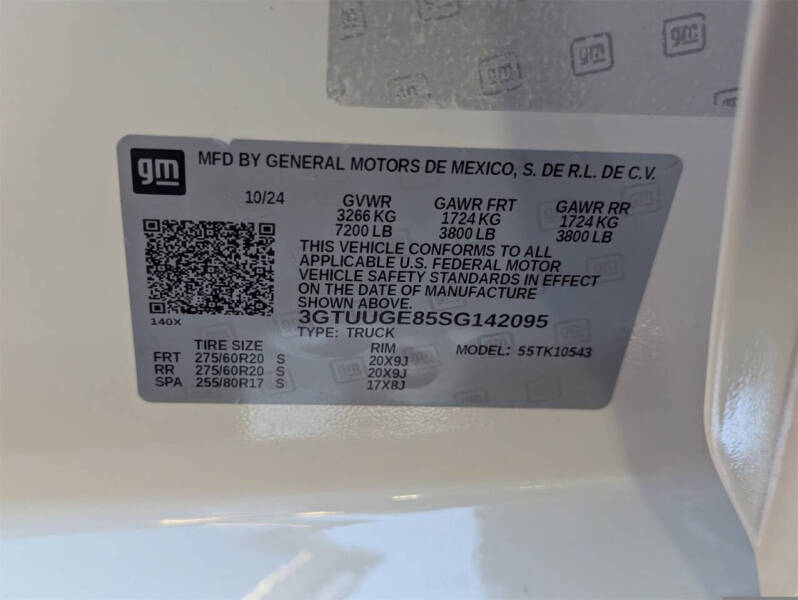 gm MFD BY GENERAL MOTORS DE MEXICO, S. DE R.L. DE C.V.
10/24 GVWR GAWR FRT GAWR RR
3266 KG 1724 KG 1724 KG
7200 LB 3800 LB 3800 LB
THIS VEHICLE CONFORMS TO ALL
APPLICABLE U.S. FEDERAL MOTOR
VEHICLE SAFETY STANDARDS IN EFFECT
ON THE DATE OF MANUFACTURE
SHOWN ABOVE.
140X
3GTUUGE85SG142095
TYPE: TRUCK MODEL: 55TK10543
TIRE SIZE RIM
FRT 275/60R20 S 20X9J
RR 275/60R20 S 20X9J
SPA 255/80R17 S 17X8J
gm
gm
gm